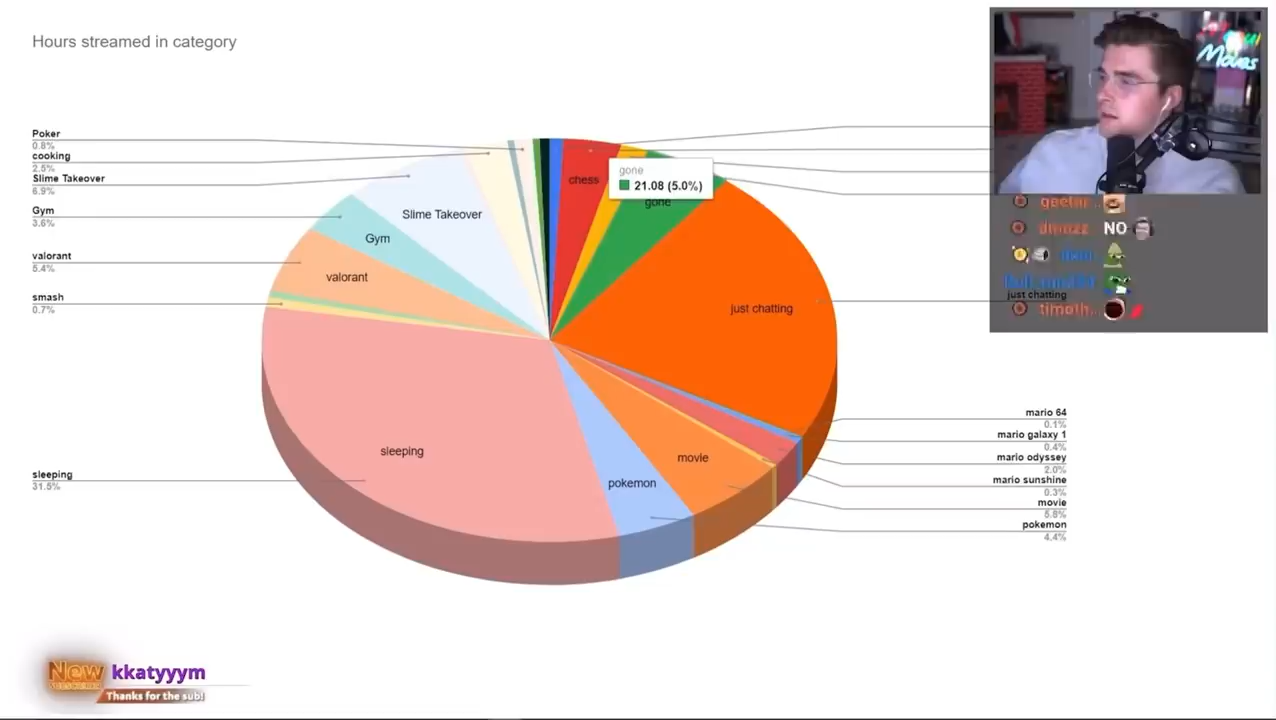 Hours streamed in category
Poker
0.8%
cooking
2.5%
Slime Takeover
6.9%
Gym
3.6%
valorant
5.4%
smash
0.7%
sleeping
31.5%
chess
gone
21.08 (5.0%)
gone
Slime Takeover
Gym
valorant
just chatting
sleeping
pokemon
movie
NO
just chatting
timoth..
mario 64
0.1%
mario galaxy 1
0.4%
mario odyssey
2.0%
mario sunshine
0.3%
movie
5.8%
pokemon
4.4%
New
kkatyyym
Thanks for the sub!